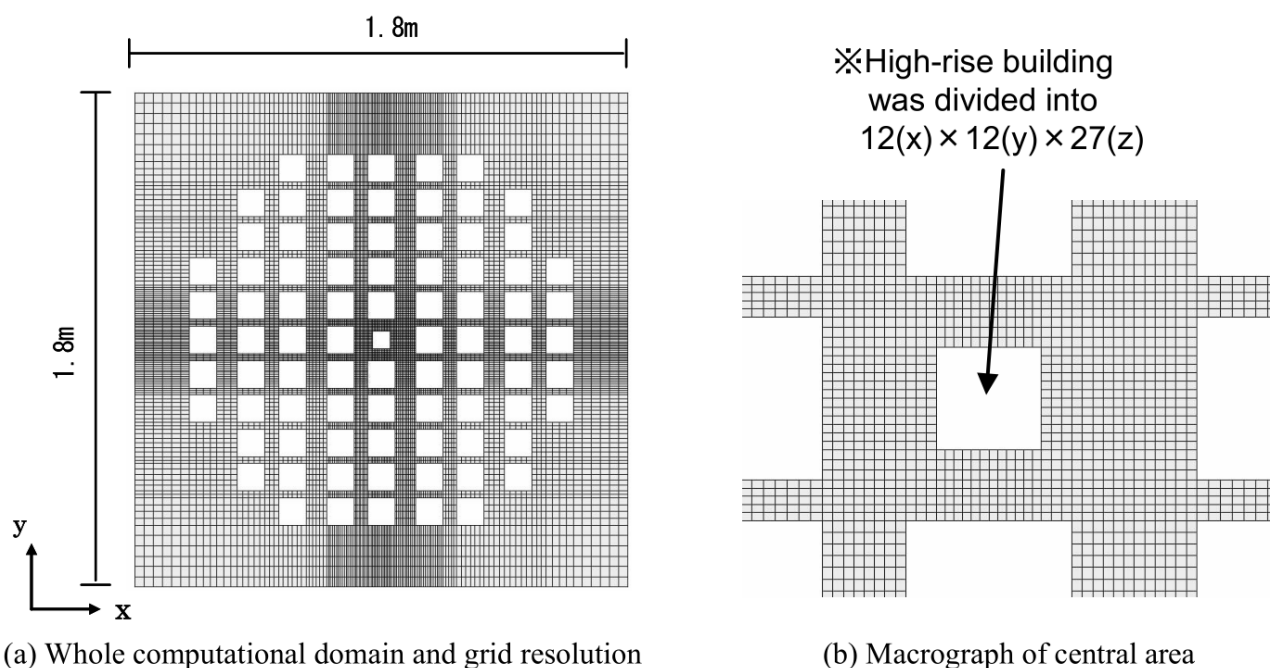 1.8m
1.8m
y
x
(a) Whole computational domain and grid resolution
※High-rise building
was divided into
12(x)×12(y)×27(z)
(b) Macrograph of central area